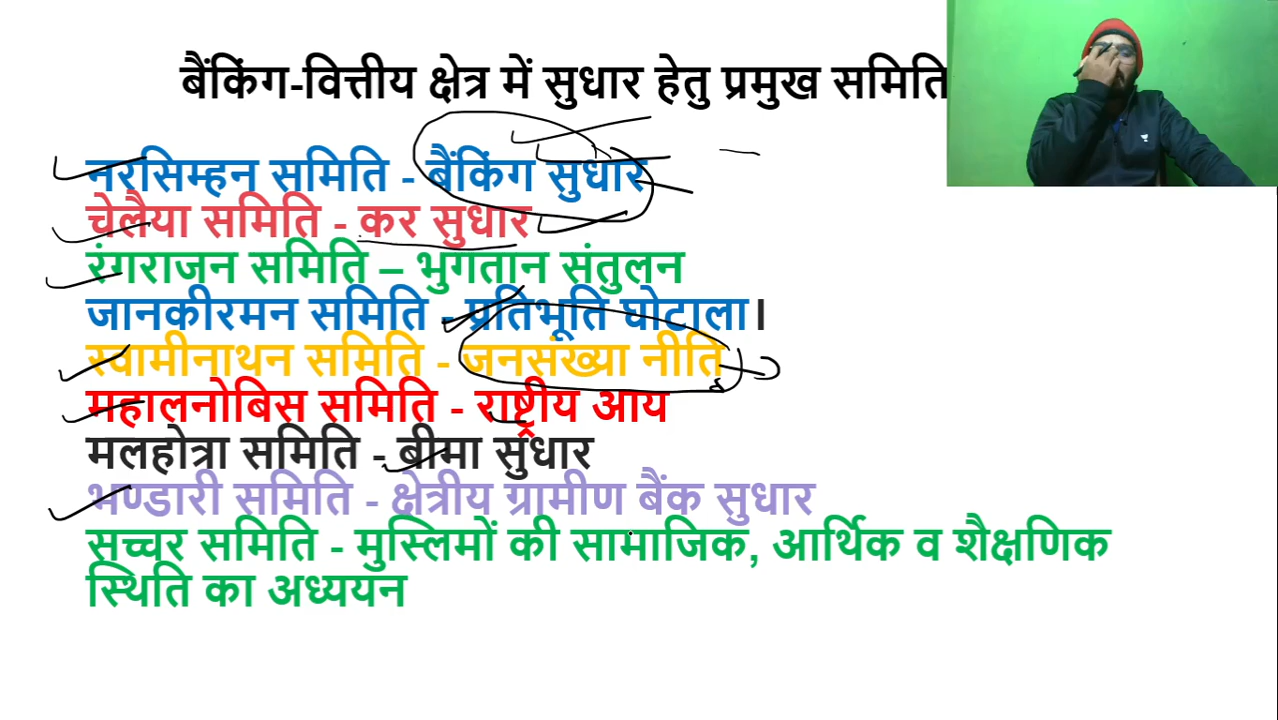 बैंकिंग-वित्तीय क्षेत्र में सुधार हेतु प्रमुख समिति
नरसिम्हन समिति - बैंकिंग सुधार
चेलैया समिति - कर सुधार
रंगराजन समिति – भुगतान संतुलन
जानकीरमन समिति - प्रतिभूति घोटाला।
स्वामीनाथन समिति - जनसंख्या नीति
महालनोबिस समिति - राष्ट्रीय आय
मलहोत्रा समिति - बीमा सुधार
भण्डारी समिति - क्षेत्रीय ग्रामीण बैंक सुधार
सच्चर समिति - मुस्लिमों की सामाजिक, आर्थिक व शैक्षणिक
स्थिति का अध्ययन